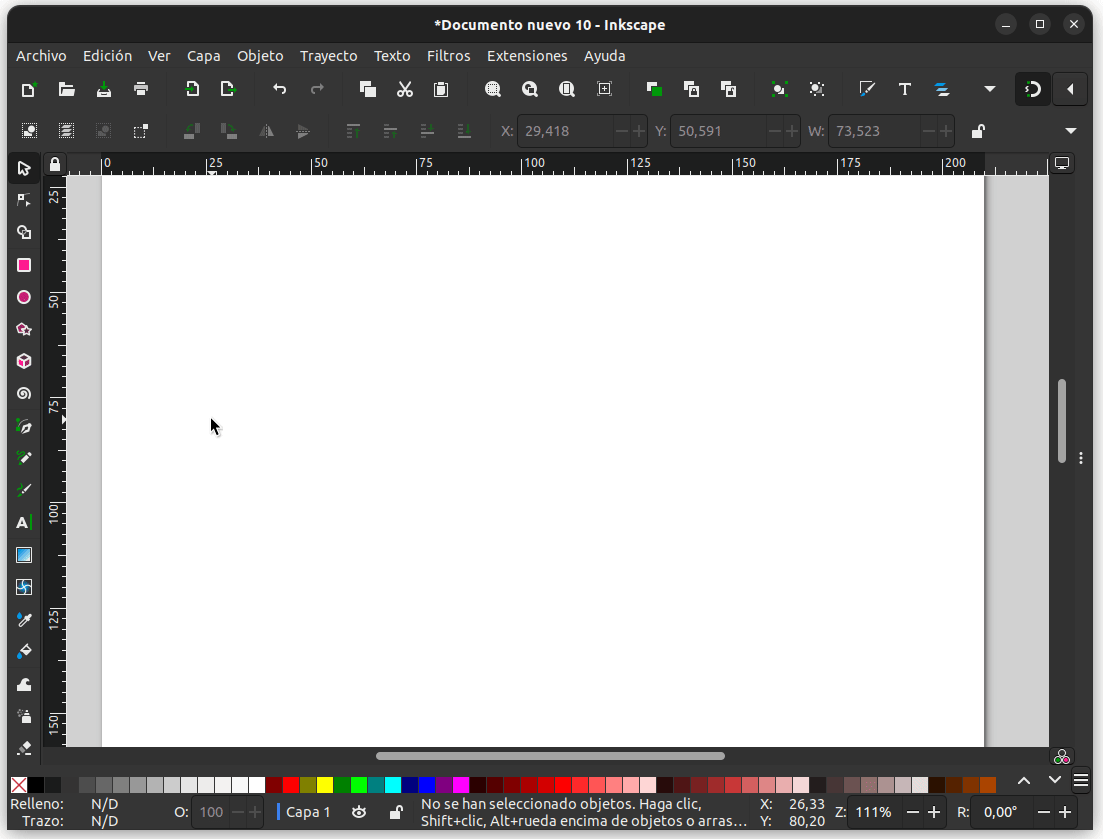 *Documento nuevo 10 - Inkscape
Archivo Edición Ver Capa Objeto Trayecto Texto Filtros Extensiones Ayuda
X: 29,418 Y: 50,591 W: 73,523
0 25 50 75 100 125 150 175 200
25
50
75
100
125
150
Relleno: N/D
Trazo: N/D
O: 100
Capa 1
No se han seleccionado objetos. Haga clic,
Shift+clic, Alt+rueda encima de objetos o arras...
X: 26,33
Y: 80,20
Z: 111%
R: 0,00°